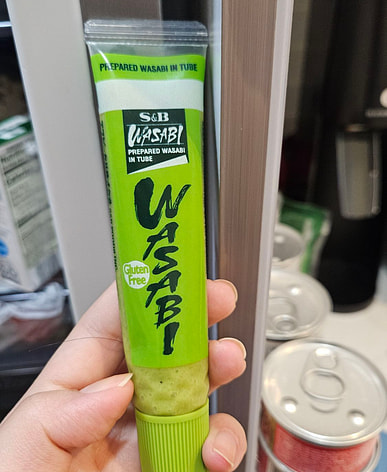 PREPARED WASABI IN TUBE
S&B
WASABI
PREPARED WASABI
IN TUBE
WASABI
Gluten
Free